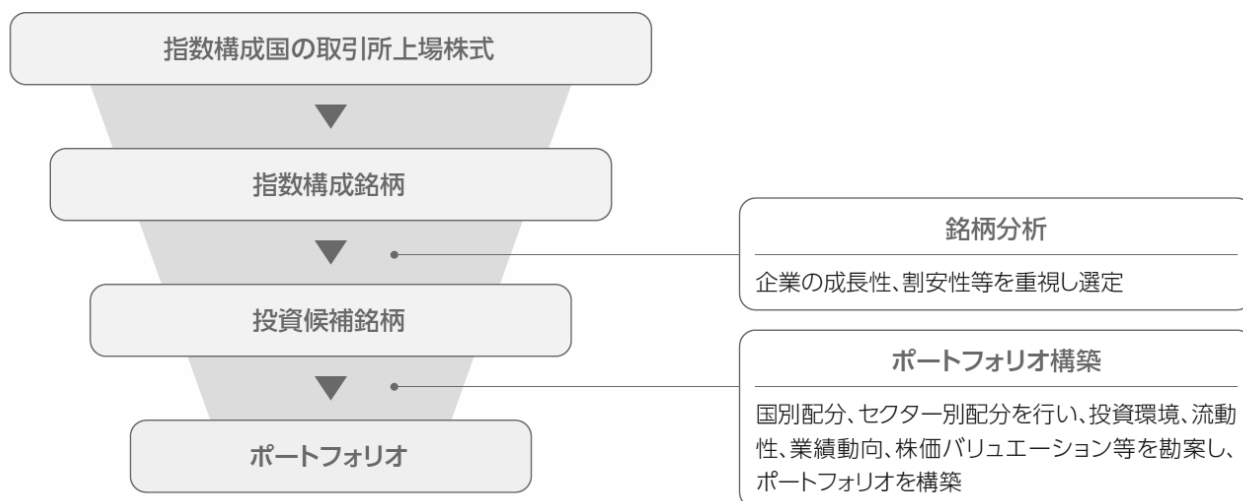 指数構成国の取引所上場株式
指数構成銘柄
銘柄分析
企業の成長性、割安性等を重視し選定
投資候補銘柄
ポートフォリオ構築
国別配分、セクター別配分を行い、投資環境、流動
性、業績動向、株価バリュエーション等を勘案し、
ポートフォリオを構築
ポートフォリオ